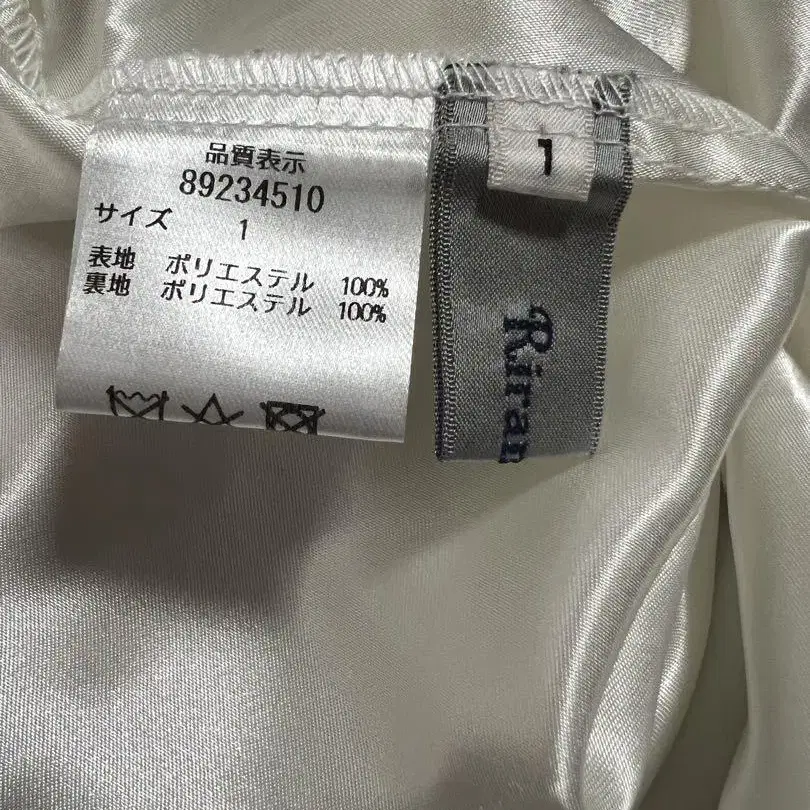 品質表示
89234510
サイズ 1
表地 ポリエステル 100%
裏地 ポリエステル 100%
1
Riran